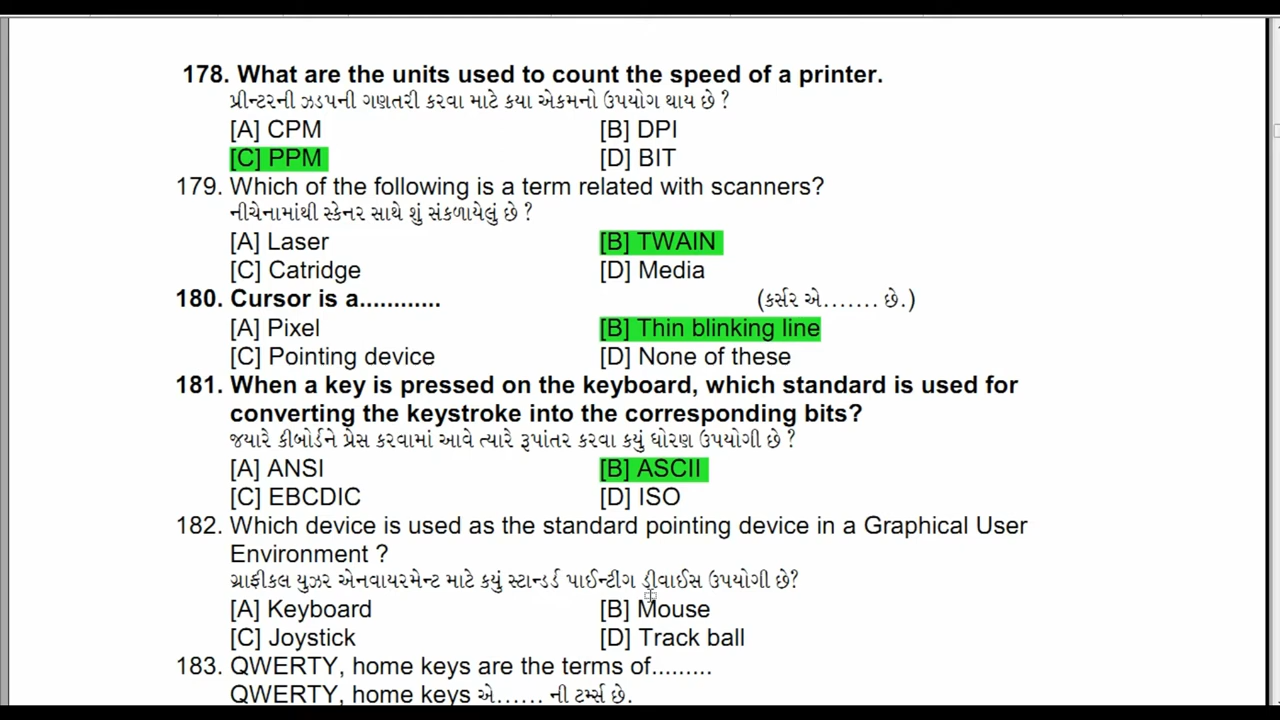 178. What are the units used to count the speed of a printer.
પ્રીન્ટરની ઝડપની ગણતરી કરવા માટે કયા એકમનો ઉપયોગ થાય છે ?
[A] CPM [B] DPI
[C] PPM [D] BIT
179. Which of the following is a term related with scanners?
નીચેનામાંથી સ્કેનર સાથે શું સંકળાયેલું છે ?
[A] Laser [B] TWAIN
[C] Catridge [D] Media
180. Cursor is a............ (કર્સર એ....... છે.)
[A] Pixel [B] Thin blinking line
[C] Pointing device [D] None of these
181. When a key is pressed on the keyboard, which standard is used for
converting the keystroke into the corresponding bits?
જયારે કીબોર્ડને પ્રેસ કરવામાં આવે ત્યારે રૂપાંતર કરવા કયું ધોરણ ઉપયોગી છે ?
[A] ANSI [B] ASCII
[C] EBCDIC [D] ISO
182. Which device is used as the standard pointing device in a Graphical User
Environment ?
ગ્રાફીકલ યુઝર એનવાયરમેન્ટ માટે કયું સ્ટાન્ડર્ડ પાઈન્ટીંગ ડીવાઈસ ઉપયોગી છે?
[A] Keyboard [B] Mouse
[C] Joystick [D] Track ball
183. QWERTY, home keys are the terms of.........
QWERTY, home keys એ...... ની ટર્મ્સ છે.